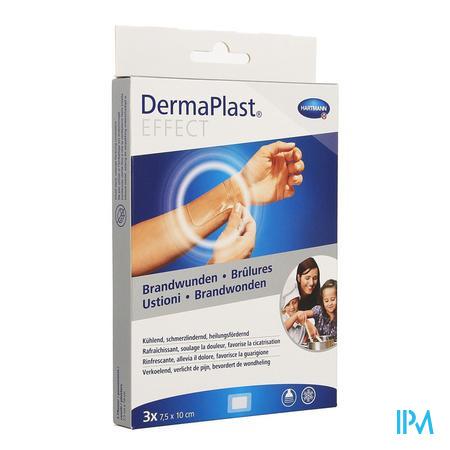 DermaPlast®
EFFECT
HARTMANN
Brandwunden • Brûlures
Ustioni • Brandwonden
Kühlend, schmerzlindernd, heilungsfördernd
Rafraichissant, soulage la douleur, favorise la cicatrisation
Rinfrescante, allevia il dolore, favorisce la guarigione
Verkoelend, verlicht de pijn, bevordert de wondheling
3x 7,5 x 10 cm
IPM